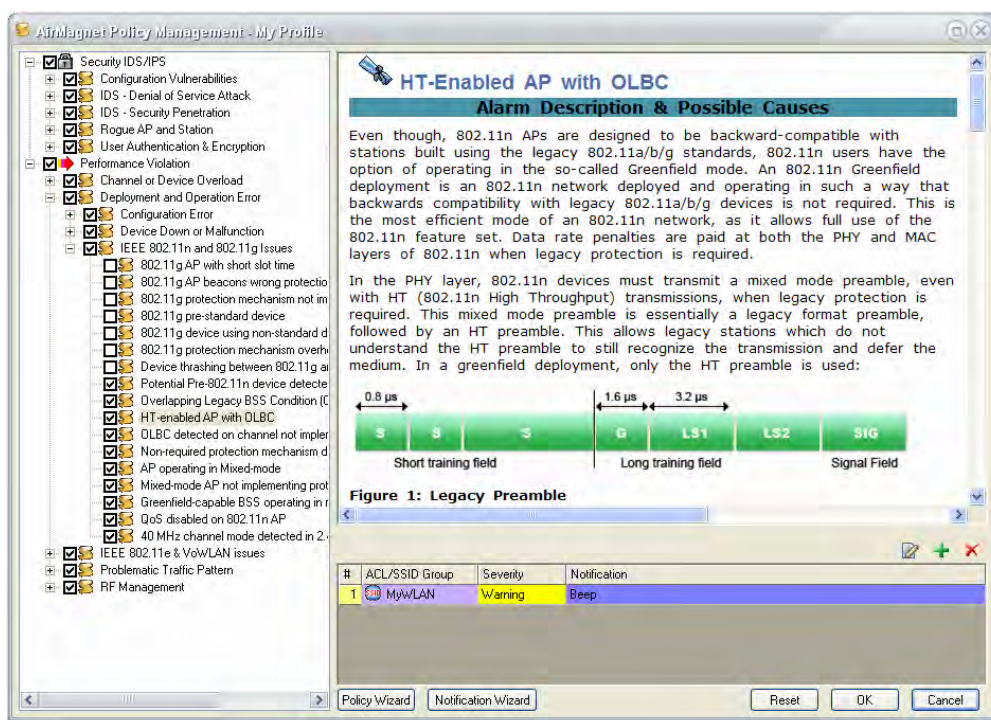 AirMagnet Policy Management - My Profile
Security IDS/IPS
Configuration Vulnerabilities
IDS - Denial of Service Attack
IDS - Security Penetration
Rogue AP and Station
User Authentication & Encryption
Performance Violation
Channel or Device Overload
Deployment and Operation Error
Configuration Error
Device Down or Malfunction
IEEE 802.11n and 802.11g Issues
802.11g AP with short slot time
802.11g AP beacons wrong protectio
802.11g protection mechanism not im
802.11g pre-standard device
802.11g device using non-standard d
802.11g protection mechanism overh
Device thrashing between 802.11g a
Potential Pre-802.11n device detecte
Overlapping Legacy BSS Condition (O
HT-enabled AP with OLBC
OLBC detected on channel not impler
Non-required protection mechanism d
AP operating in Mixed-mode
Mixed-mode AP not implementing prot
Greenfield-capable BSS operating in r
QoS disabled on 802.11n AP
40 MHz channel mode detected in 2.
IEEE 802.11e & VoWLAN issues
Problematic Traffic Pattern
RF Management
HT-Enabled AP with OLBC
Alarm Description & Possible Causes
Even though, 802.11n APs are designed to be backward-compatible with
stations built using the legacy 802.11a/b/g standards, 802.11n users have the
option of operating in the so-called Greenfield mode. An 802.11n Greenfield
deployment is an 802.11n network deployed and operating in such a way that
backwards compatibility with legacy 802.11a/b/g devices is not required. This is
the most efficient mode of an 802.11n network, as it allows full use of the
802.11n feature set. Data rate penalties are paid at both the PHY and MAC
layers of 802.11n when legacy protection is required.
In the PHY layer, 802.11n devices must transmit a mixed mode preamble, even
with HT (802.11n High Throughput) transmissions, when legacy protection is
required. This mixed mode preamble is essentially a legacy format preamble,
followed by an HT preamble. This allows legacy stations which do not
understand the HT preamble to still recognize the transmission and defer the
medium. In a greenfield deployment, only the HT preamble is used:
0.8 µs 1.6 µs 3.2 µs
S S S G LS1 LS2 SIG
Short training field Long training field Signal Field
Figure 1: Legacy Preamble
# ACL/SSID Group Severity Notification
1 SSID MyWLAN Warning Beep
Policy Wizard Notification Wizard Reset OK Cancel